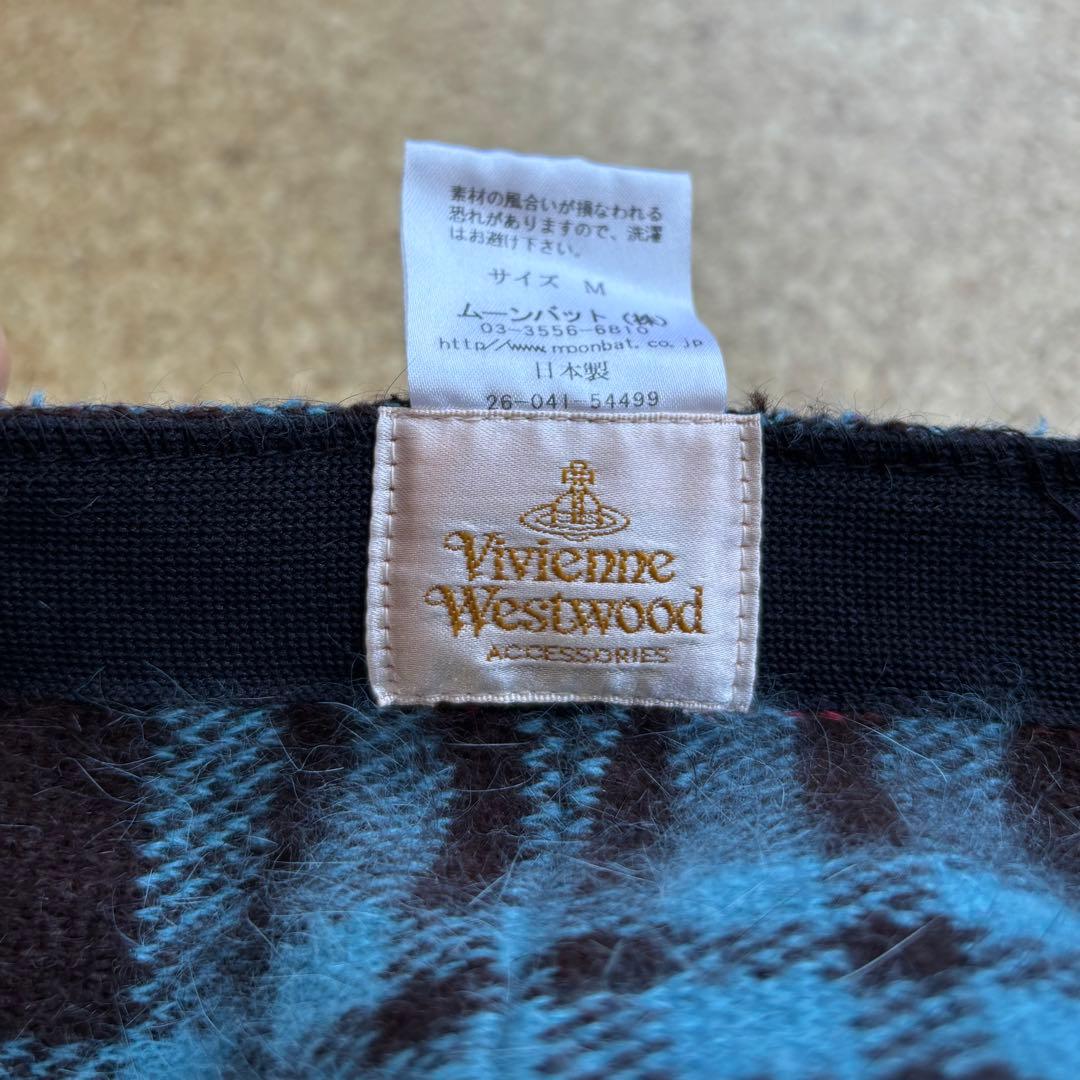 素材の風合いが損なわれる
恐れがありますので、洗濯
はお避け下さい。
サイズ M
ムーンバット(株)
03-3556-6810
http//www.moonbat.co.jp
日本製
26-041-54499
Vivienne
Westwood
ACCESSORIES